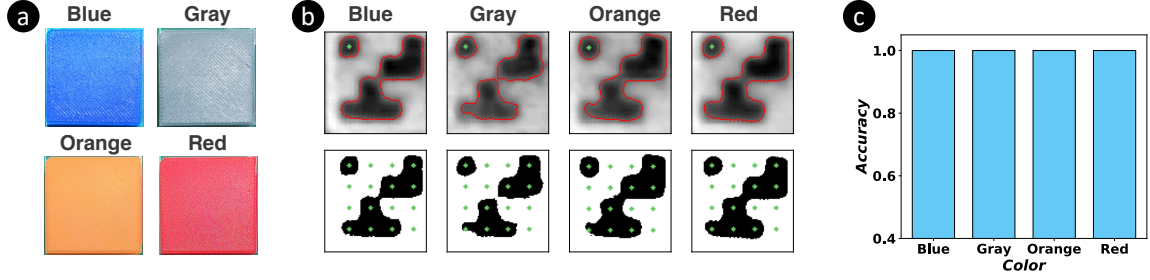 a
Blue Gray
Orange Red
b
Blue Gray Orange Red
c
1.0
0.8
0.6
0.4
Accuracy
Blue Gray Orange Red
Color